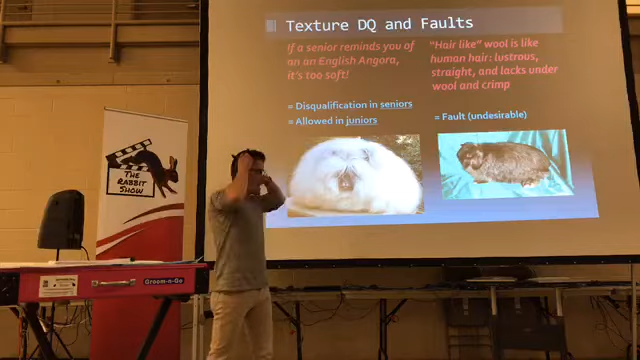 Texture DQ and Faults
If a senior reminds you of
an an English Angora,
it's too soft!
= Disqualification in seniors
= Allowed in juniors
"Hair like" wool is like
human hair: lustrous,
straight, and lacks under
wool and crimp
= Fault (undesirable)
THE
RABBIT
SHOW
Groom-n-Go